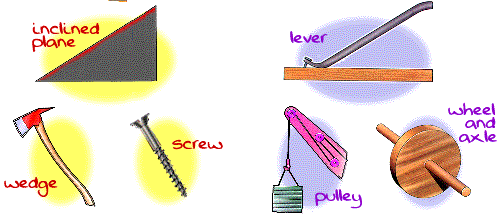 inclined
plane
lever
wedge
screw
pulley
wheel
and
axle